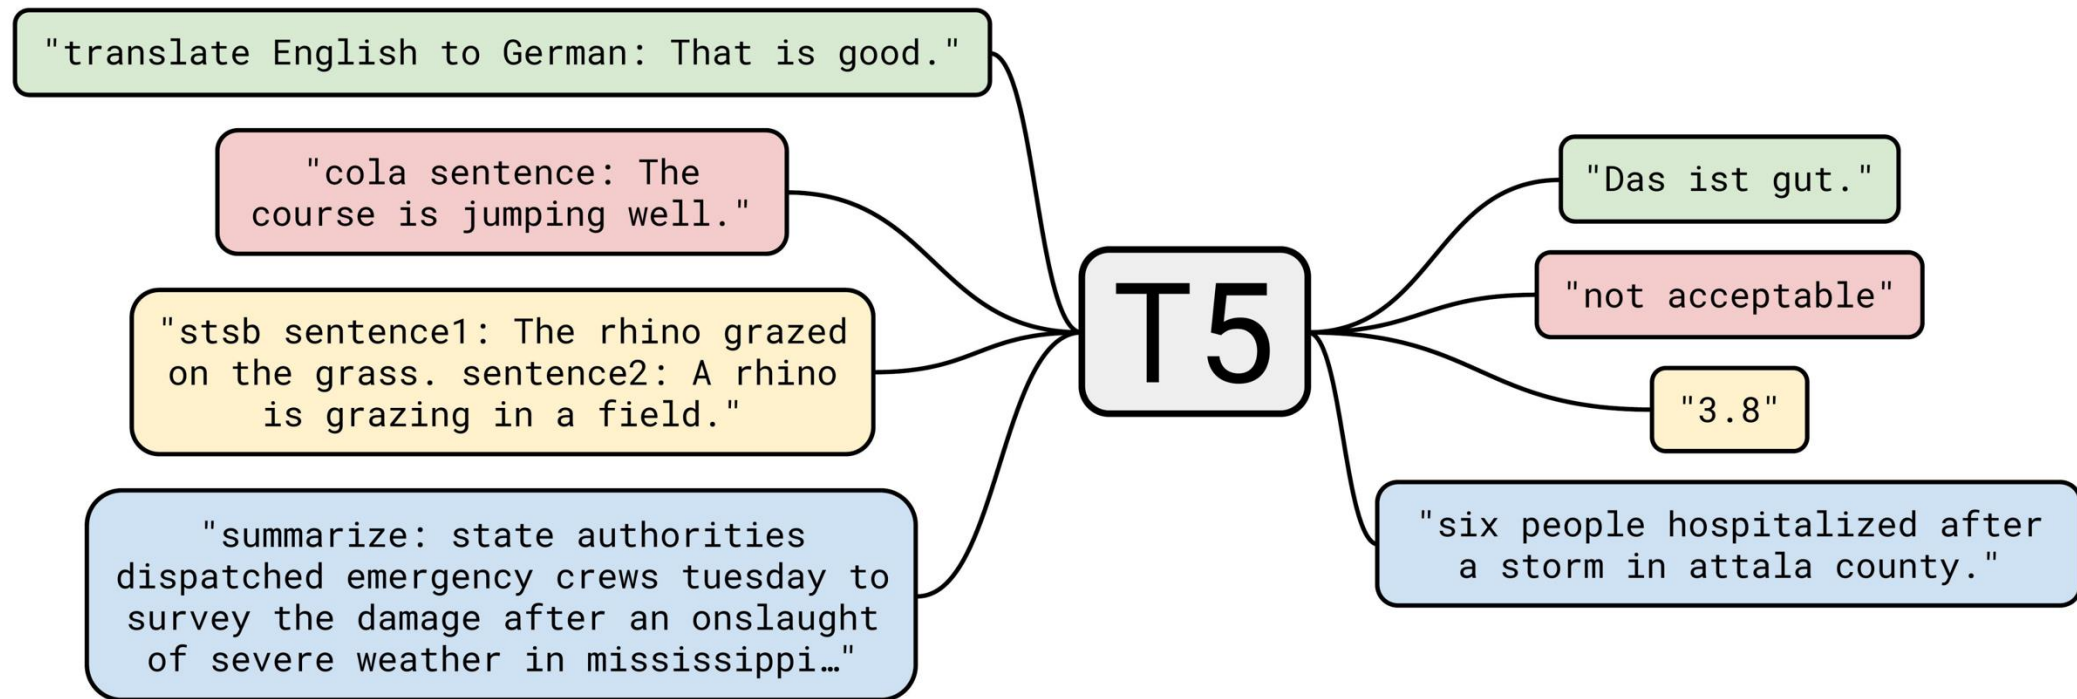 "translate English to German: That is good."
"cola sentence: The
course is jumping well."
"stsb sentence1: The rhino grazed
on the grass. sentence2: A rhino
is grazing in a field."
"summarize: state authorities
dispatched emergency crews tuesday to
survey the damage after an onslaught
of severe weather in mississippi…"
T5
"Das ist gut."
"not acceptable"
"3.8"
"six people hospitalized after
a storm in attala county."